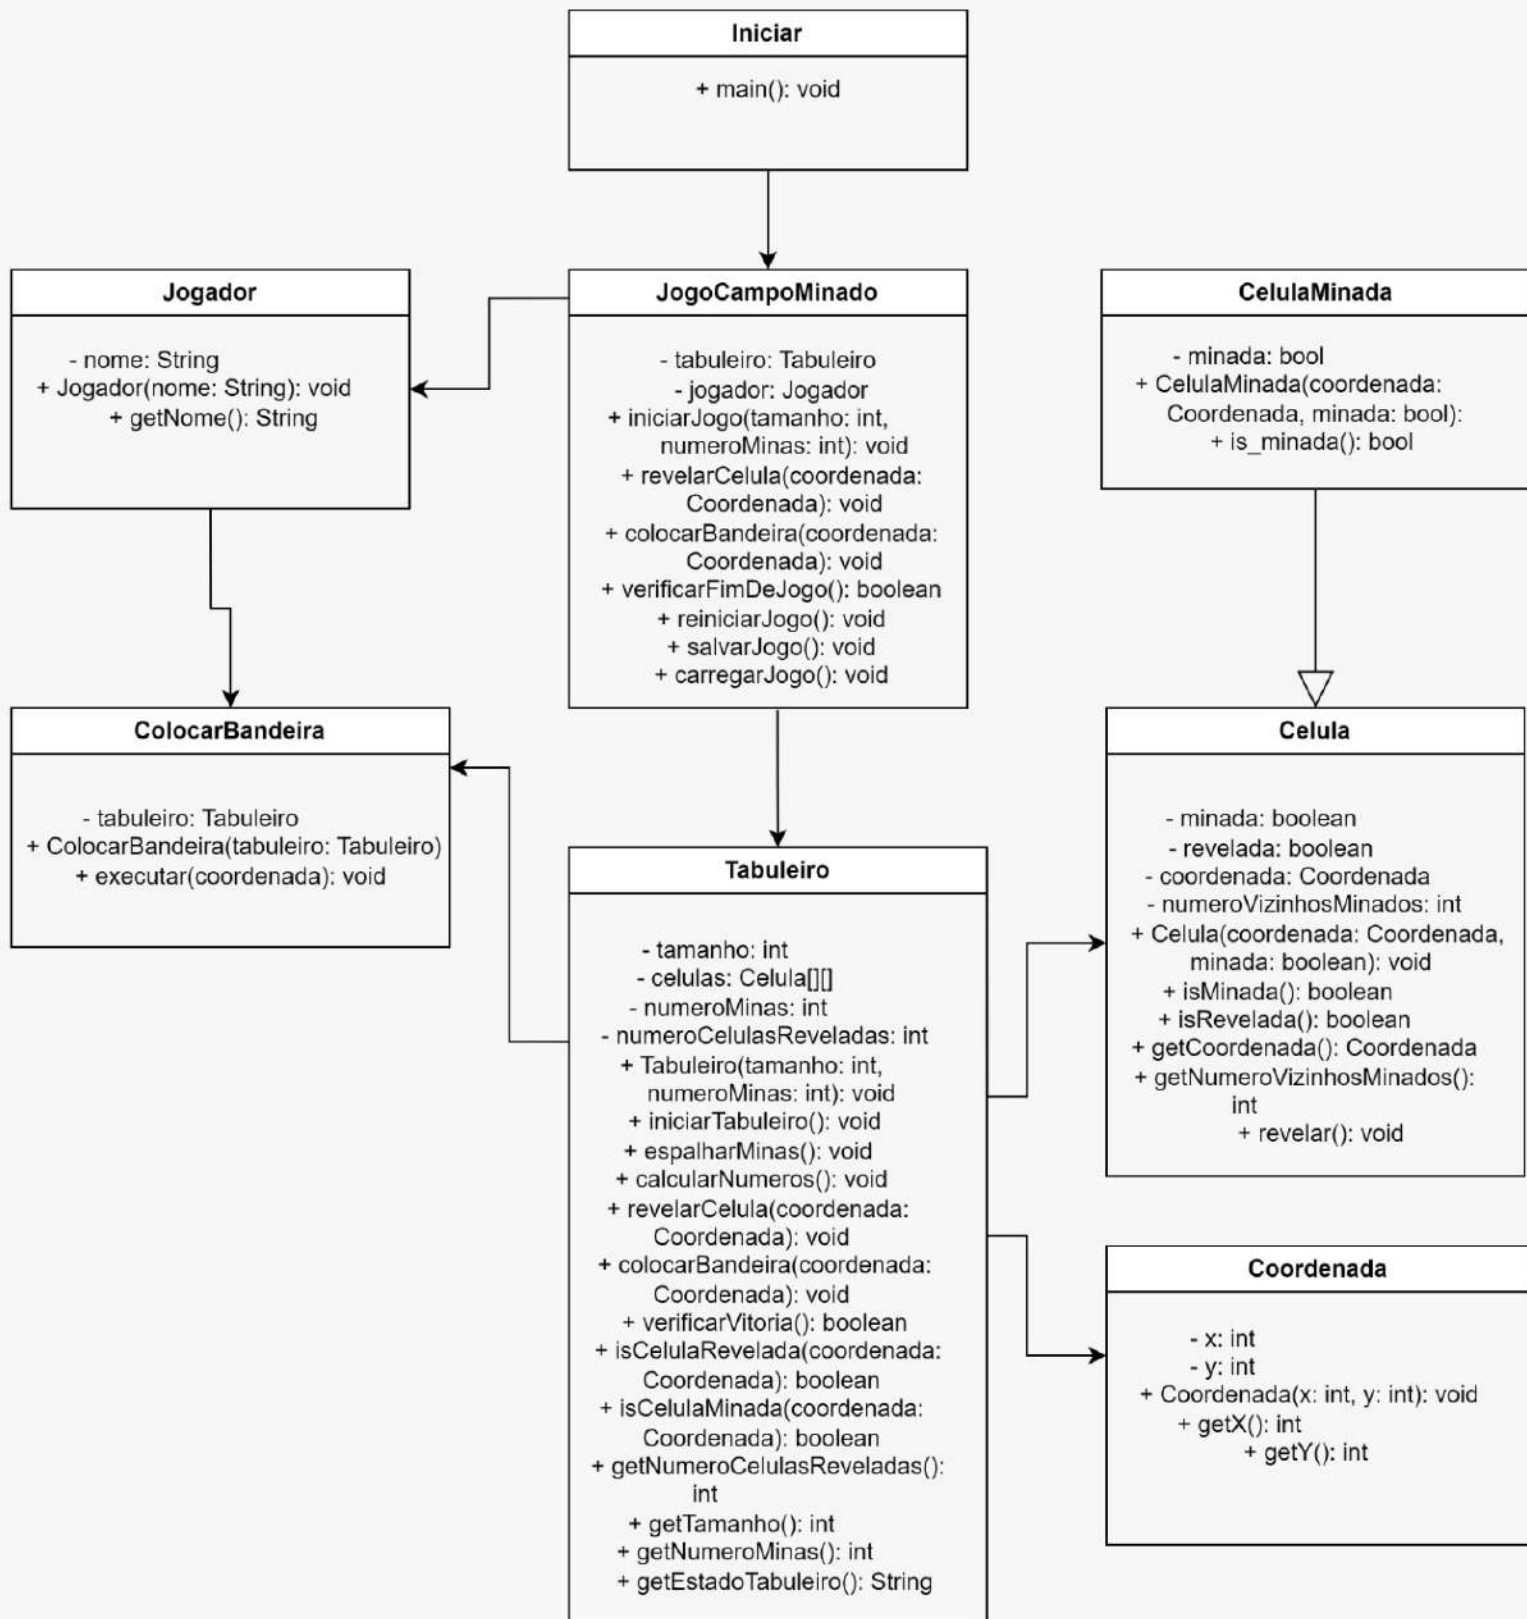 Iniciar
+ main(): void
Jogador
- nome: String
+ Jogador(nome: String): void
+ getNome(): String
JogoCampoMinado
- tabuleiro: Tabuleiro
- jogador: Jogador
+ iniciarJogo(tamanho: int,
numeroMinas: int): void
+ revelarCelula(coordenada:
Coordenada): void
+ colocarBandeira(coordenada:
Coordenada): void
+ verificarFimDeJogo(): boolean
+ reiniciarJogo(): void
+ salvarJogo(): void
+ carregarJogo(): void
CelulaMinada
- minada: bool
+ CelulaMinada(coordenada:
Coordenada, minada: bool):
+ is_minada(): bool
ColocarBandeira
- tabuleiro: Tabuleiro
+ ColocarBandeira(tabuleiro: Tabuleiro)
+ executar(coordenada): void
Tabuleiro
- tamanho: int
- celulas: Celula[][]
- numeroMinas: int
- numeroCelulasReveladas: int
+ Tabuleiro(tamanho: int,
numeroMinas: int): void
+ iniciarTabuleiro(): void
+ espalharMinas(): void
+ calcularNumeros(): void
+ revelarCelula(coordenada:
Coordenada): void
+ colocarBandeira(coordenada:
Coordenada): void
+ verificarVitoria(): boolean
+ isCelulaRevelada(coordenada:
Coordenada): boolean
+ isCelulaMinada(coordenada:
Coordenada): boolean
+ getNumeroCelulasReveladas():
int
+ getTamanho(): int
+ getNumeroMinas(): int
+ getEstadoTabuleiro(): String
Celula
- minada: boolean
- revelada: boolean
- coordenada: Coordenada
- numeroVizinhosMinados: int
+ Celula(coordenada: Coordenada,
minada: boolean): void
+ isMinada(): boolean
+ isRevelada(): boolean
+ getCoordenada(): Coordenada
+ getNumeroVizinhosMinados():
int
+ revelar(): void
Coordenada
- x: int
- y: int
+ Coordenada(x: int, y: int): void
+ getX(): int
+ getY(): int